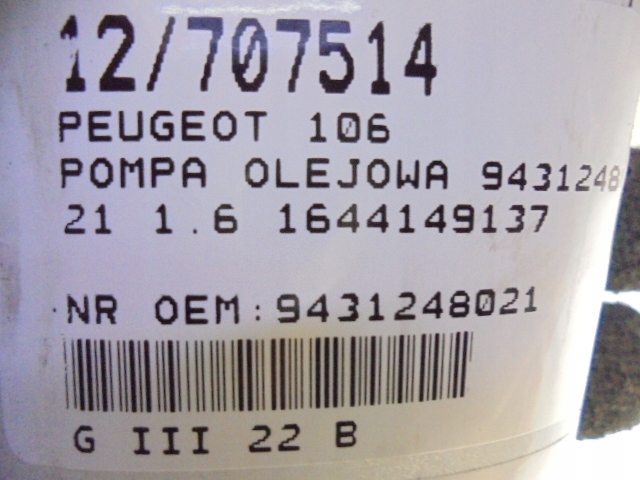 12/707514
PEUGEOT 106
POMPA OLEJOWA 9431248
21 1.6 1644149137
NR OEM:9431248021
G III 22 B